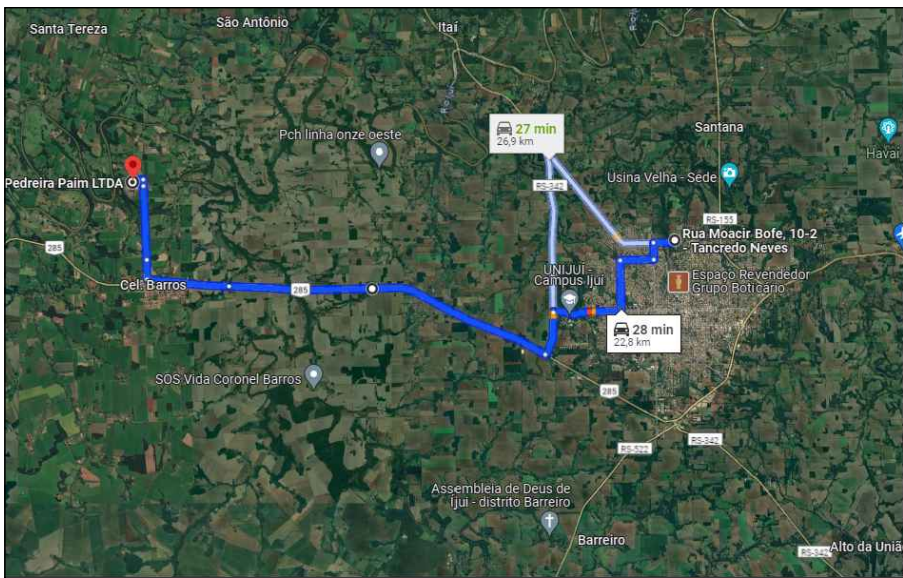 Santa Tereza
São Antônio
Itaí
Pch linha onze oeste
27 min
26,9 km
Santana
Havaí
Pedreira Paim LTDA
RS-342
Usina Velha - Sede
RS-155
285
Rua Moacir Bofe, 10-2
- Tancredo Neves
UNIJUÍ -
Campus Ijuí
Espaço Revendedor
Grupo Boticário
Cel. Barros
285
28 min
22,8 km
SOS Vida Coronel Barros
285
RS-342
RS-522
Assembleia de Deus de
Ijuí - distrito Barreiro
Barreiro
RS-342
Alto da União